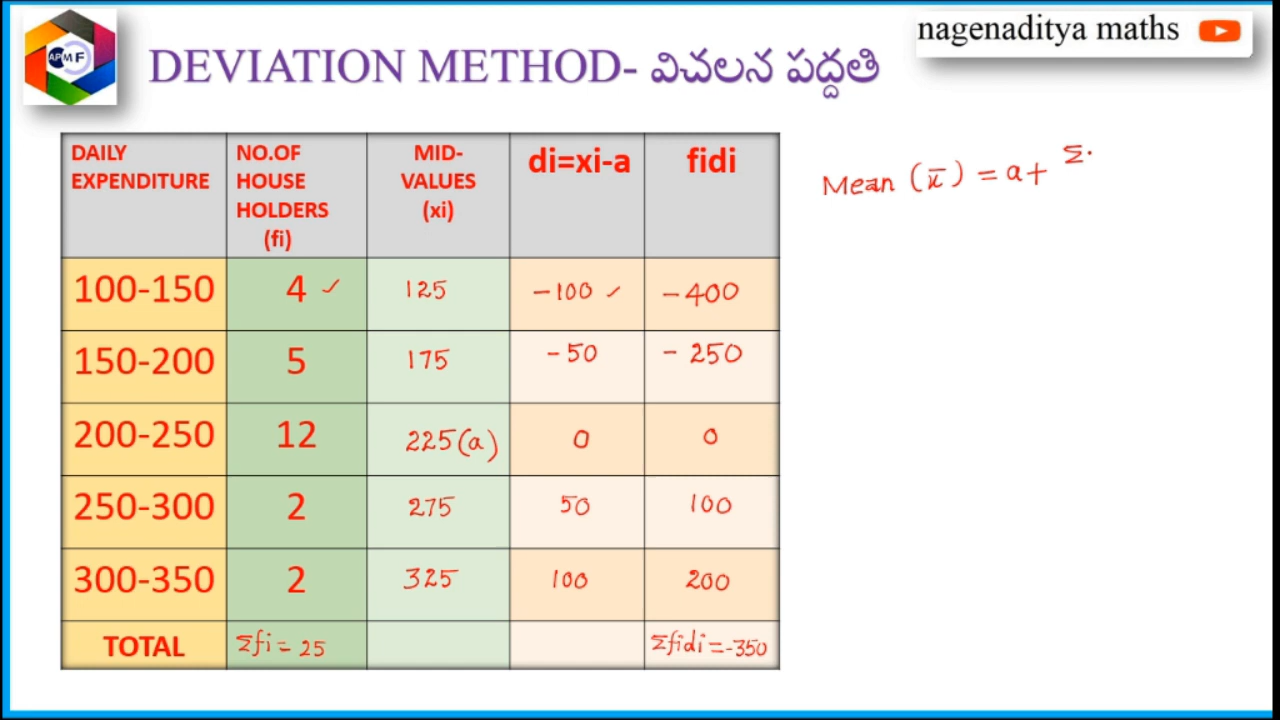 nagenaditya maths
APMF
DEVIATION METHOD- విచలన పద్దతి
DAILY EXPENDITURE NO.OF HOUSE HOLDERS (fi) MID-VALUES (xi) di=xi-a fidi
100-150 4 ✓ 125 -100 ✓ -400
150-200 5 175 -50 -250
200-250 12 225(a) 0 0
250-300 2 275 50 100
300-350 2 325 100 200
TOTAL Σfi = 25 Σfidi = -350
Mean (x̄) = a + Σ